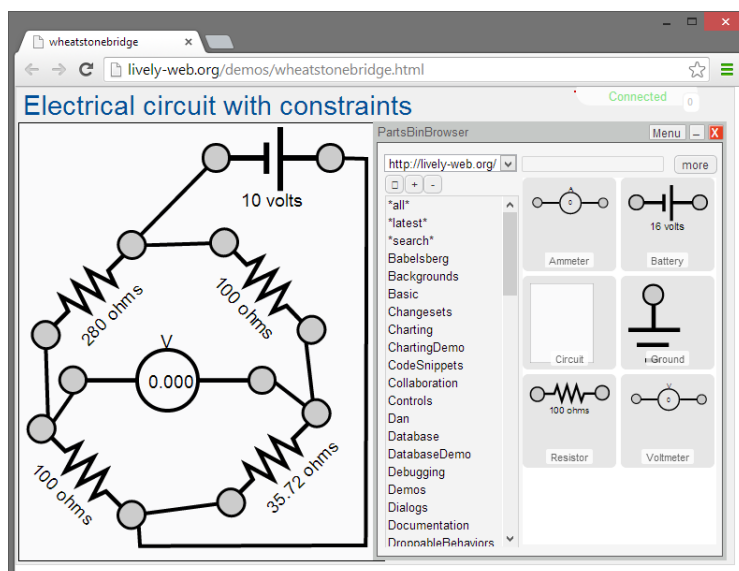 wheatstonebridge
lively-web.org/demos/wheatstonebridge.html
Electrical circuit with constraints
Connected
0
10 volts
280 ohms
100 ohms
V
0.000
100 ohms
35.72 ohms
PartsBinBrowser
Menu
X
http://lively-web.org/
more
+
-
*all*
*latest*
*search*
Babelsberg
Backgrounds
Basic
Changesets
Charting
ChartingDemo
CodeSnippets
Collaboration
Controls
Dan
Database
DatabaseDemo
Debugging
Demos
Dialogs
Documentation
DroppableBehaviors
A
0
Ammeter
16 volts
Battery
Circuit
Ground
100 ohms
Resistor
V
0
Voltmeter